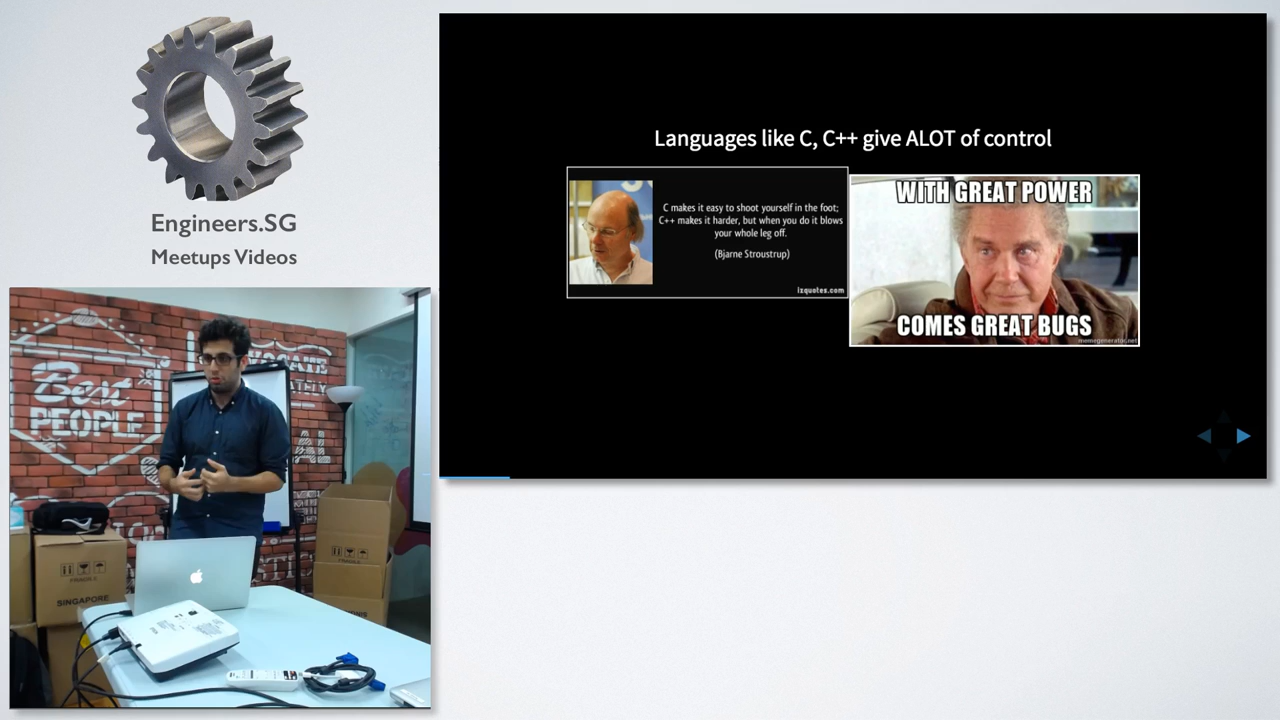 Engineers.SG
Meetups Videos
Languages like C, C++ give ALOT of control
C makes it easy to shoot yourself in the foot;
C++ makes it harder, but when you do it blows
your whole leg off.
(Bjarne Stroustrup)
izquotes.com
WITH GREAT POWER
COMES GREAT BUGS
memegenerator.net
Best
PEOPLE
AL
FRAGILE
SINGAPORE